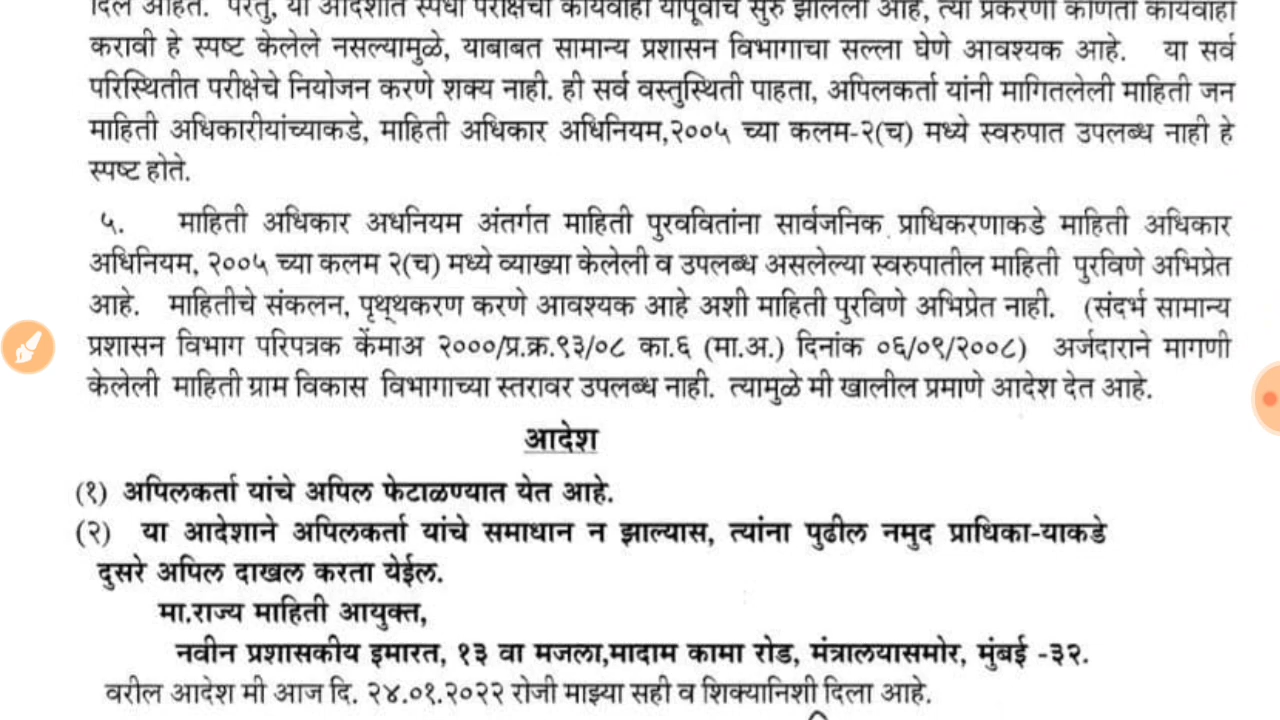 दिले आहेत. परंतु, या आदेशात स्पर्धा परीक्षेची कार्यवाही यापूर्वीच सुरु झालेली आहे, त्या प्रकरणी कोणती कार्यवाही
करावी हे स्पष्ट केलेले नसल्यामुळे, याबाबत सामान्य प्रशासन विभागाचा सल्ला घेणे आवश्यक आहे. या सर्व
परिस्थितीत परीक्षेचे नियोजन करणे शक्य नाही. ही सर्व वस्तुस्थिती पाहता, अपिलकर्ता यांनी मागितलेली माहिती जन
माहिती अधिकारीयांच्याकडे, माहिती अधिकार अधिनियम,२००५ च्या कलम-२(च) मध्ये स्वरुपात उपलब्ध नाही हे
स्पष्ट होते.
५. माहिती अधिकार अधनियम अंतर्गत माहिती पुरववितांना सार्वजनिक प्राधिकरणाकडे माहिती अधिकार
अधिनियम, २००५ च्या कलम २(च) मध्ये व्याख्या केलेली व उपलब्ध असलेल्या स्वरुपातील माहिती पुरविणे अभिप्रेत
आहे. माहितीचे संकलन, पृथ्थकरण करणे आवश्यक आहे अशी माहिती पुरविणे अभिप्रेत नाही. (संदर्भ सामान्य
प्रशासन विभाग परिपत्रक केंमाअ २०००/प्र.क्र.९३/०८ का.६ (मा.अ.) दिनांक ०६/०९/२००८) अर्जदाराने मागणी
केलेली माहिती ग्राम विकास विभागाच्या स्तरावर उपलब्ध नाही. त्यामुळे मी खालील प्रमाणे आदेश देत आहे.
आदेश
(१) अपिलकर्ता यांचे अपिल फेटाळण्यात येत आहे.
(२) या आदेशाने अपिलकर्ता यांचे समाधान न झाल्यास, त्यांना पुढील नमुद प्राधिका-याकडे
दुसरे अपिल दाखल करता येईल.
मा.राज्य माहिती आयुक्त,
नवीन प्रशासकीय इमारत, १३ वा मजला,मादाम कामा रोड, मंत्रालयासमोर, मुंबई -३२.
वरील आदेश मी आज दि. २४.०१.२०२२ रोजी माझ्या सही व शिक्यानिशी दिला आहे.